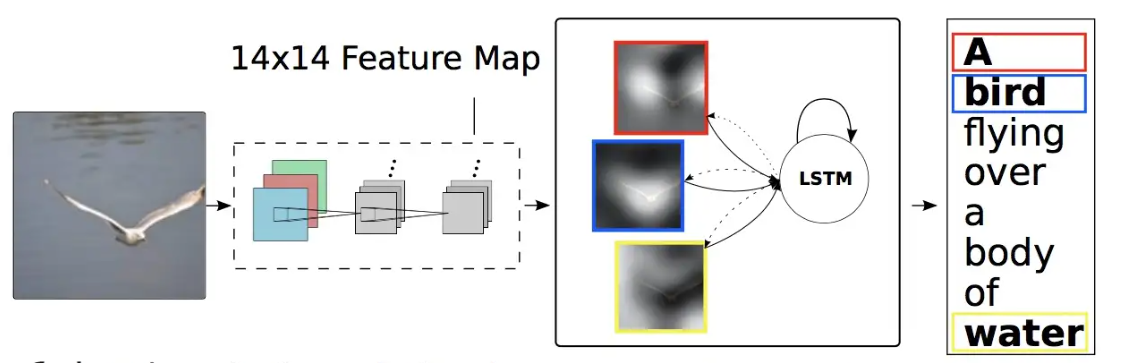 14x14 Feature Map
LSTM
A
bird
flying
over
a
body
of
water